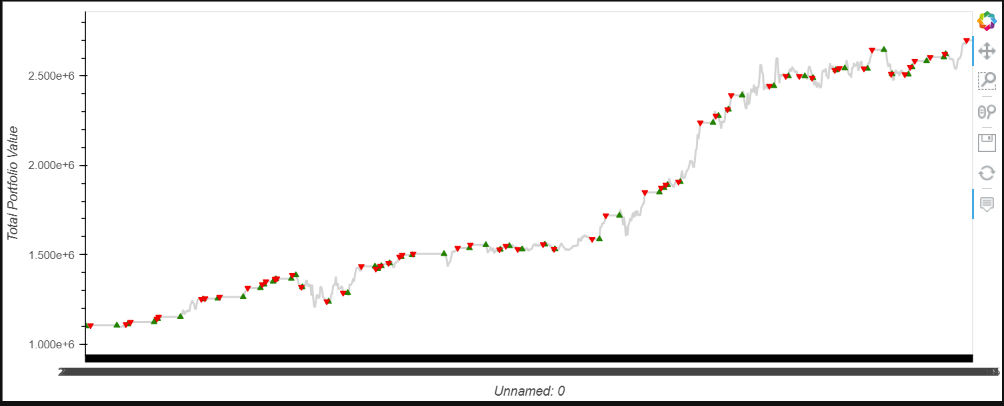 Total Portfolio Value
2.500e+6
2.000e+6
1.500e+6
1.000e+6
Unnamed: 0